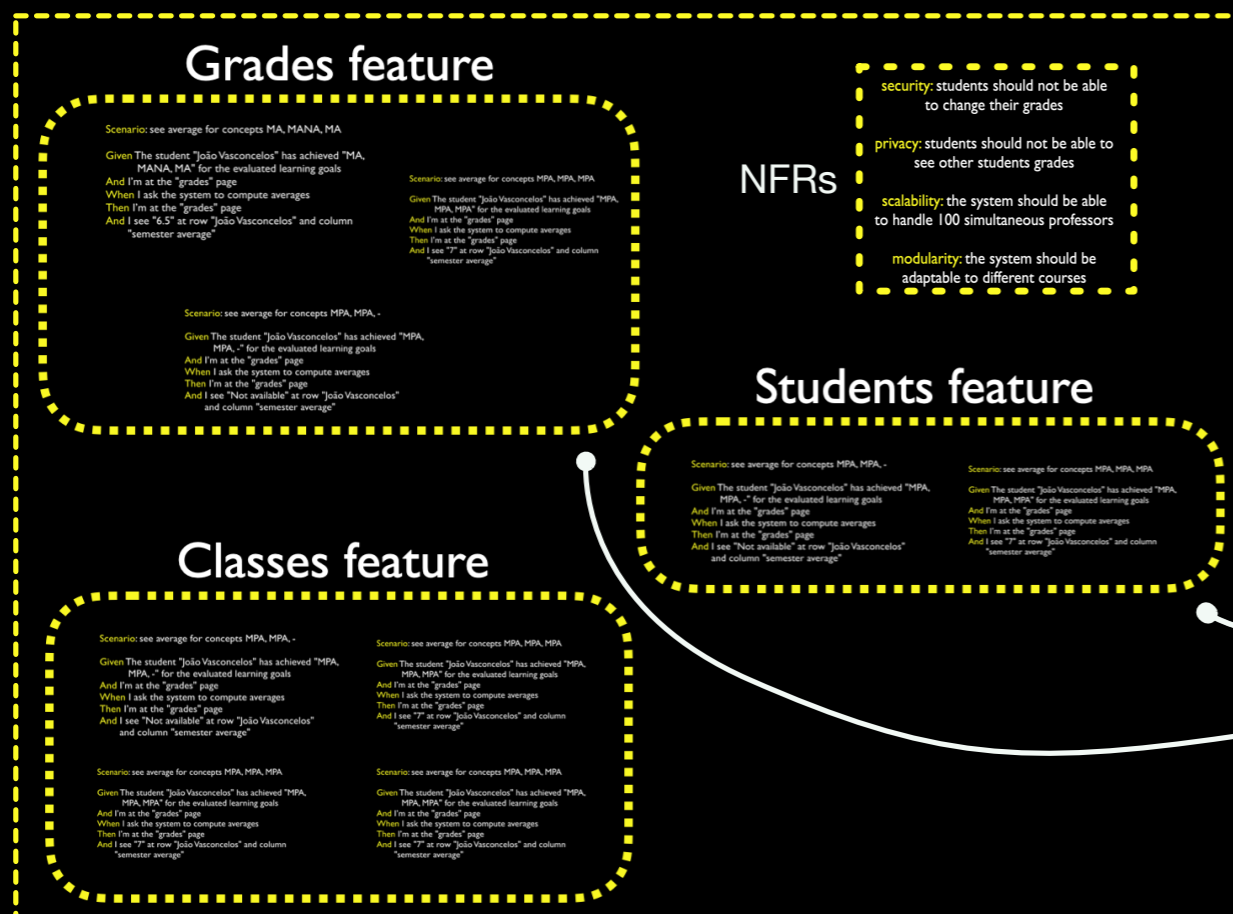 Grades feature
Scenario: see average for concepts MA, MANA, MA
Given The student "João Vasconcelos" has achieved "MA,
MANA, MA" for the evaluated learning goals
And I'm at the "grades" page
When I ask the system to compute averages
Then I'm at the "grades" page
And I see "6.5" at row "João Vasconcelos" and column
"semester average"
Scenario: see average for concepts MPA, MPA, MPA
Given The student "João Vasconcelos" has achieved "MPA,
MPA, MPA" for the evaluated learning goals
And I'm at the "grades" page
When I ask the system to compute averages
Then I'm at the "grades" page
And I see "7" at row "João Vasconcelos" and column
"semester average"
Scenario: see average for concepts MPA, MPA, -
Given The student "João Vasconcelos" has achieved "MPA,
MPA, -" for the evaluated learning goals
And I'm at the "grades" page
When I ask the system to compute averages
Then I'm at the "grades" page
And I see "Not available" at row "João Vasconcelos"
and column "semester average"
NFRs
security: students should not be able
to change their grades
privacy: students should not be able to
see other students grades
scalability: the system should be able
to handle 100 simultaneous professors
modularity: the system should be
adaptable to different courses
Students feature
Scenario: see average for concepts MPA, MPA, -
Given The student "João Vasconcelos" has achieved "MPA,
MPA, -" for the evaluated learning goals
And I'm at the "grades" page
When I ask the system to compute averages
Then I'm at the "grades" page
And I see "Not available" at row "João Vasconcelos"
and column "semester average"
Scenario: see average for concepts MPA, MPA, MPA
Given The student "João Vasconcelos" has achieved "MPA,
MPA, MPA" for the evaluated learning goals
And I'm at the "grades" page
When I ask the system to compute averages
Then I'm at the "grades" page
And I see "7" at row "João Vasconcelos" and column
"semester average"
Classes feature
Scenario: see average for concepts MPA, MPA, -
Given The student "João Vasconcelos" has achieved "MPA,
MPA, -" for the evaluated learning goals
And I'm at the "grades" page
When I ask the system to compute averages
Then I'm at the "grades" page
And I see "Not available" at row "João Vasconcelos"
and column "semester average"
Scenario: see average for concepts MPA, MPA, MPA
Given The student "João Vasconcelos" has achieved "MPA,
MPA, MPA" for the evaluated learning goals
And I'm at the "grades" page
When I ask the system to compute averages
Then I'm at the "grades" page
And I see "7" at row "João Vasconcelos" and column
"semester average"
Scenario: see average for concepts MPA, MPA, MPA
Given The student "João Vasconcelos" has achieved "MPA,
MPA, MPA" for the evaluated learning goals
And I'm at the "grades" page
When I ask the system to compute averages
Then I'm at the "grades" page
And I see "7" at row "João Vasconcelos" and column
"semester average"
Scenario: see average for concepts MPA, MPA, MPA
Given The student "João Vasconcelos" has achieved "MPA,
MPA, MPA" for the evaluated learning goals
And I'm at the "grades" page
When I ask the system to compute averages
Then I'm at the "grades" page
And I see "7" at row "João Vasconcelos" and column
"semester average"